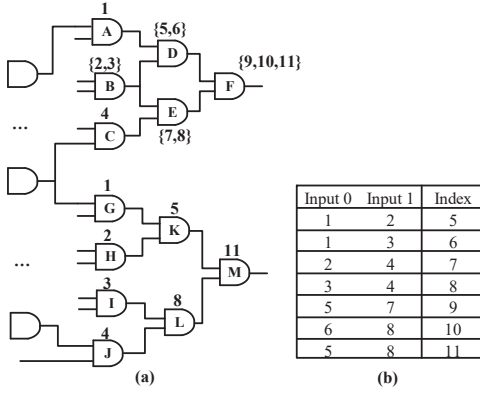 1
A
{5,6}
D
{9,10,11}
{2,3}
B
F
...
4
E
C
{7,8}
1
G
5
K
2
H
11
...
M
3
I
8
L
4
J
(a)
Input 0 Input 1 Index
1 2 5
1 3 6
2 4 7
3 4 8
5 7 9
6 8 10
5 8 11
(b)